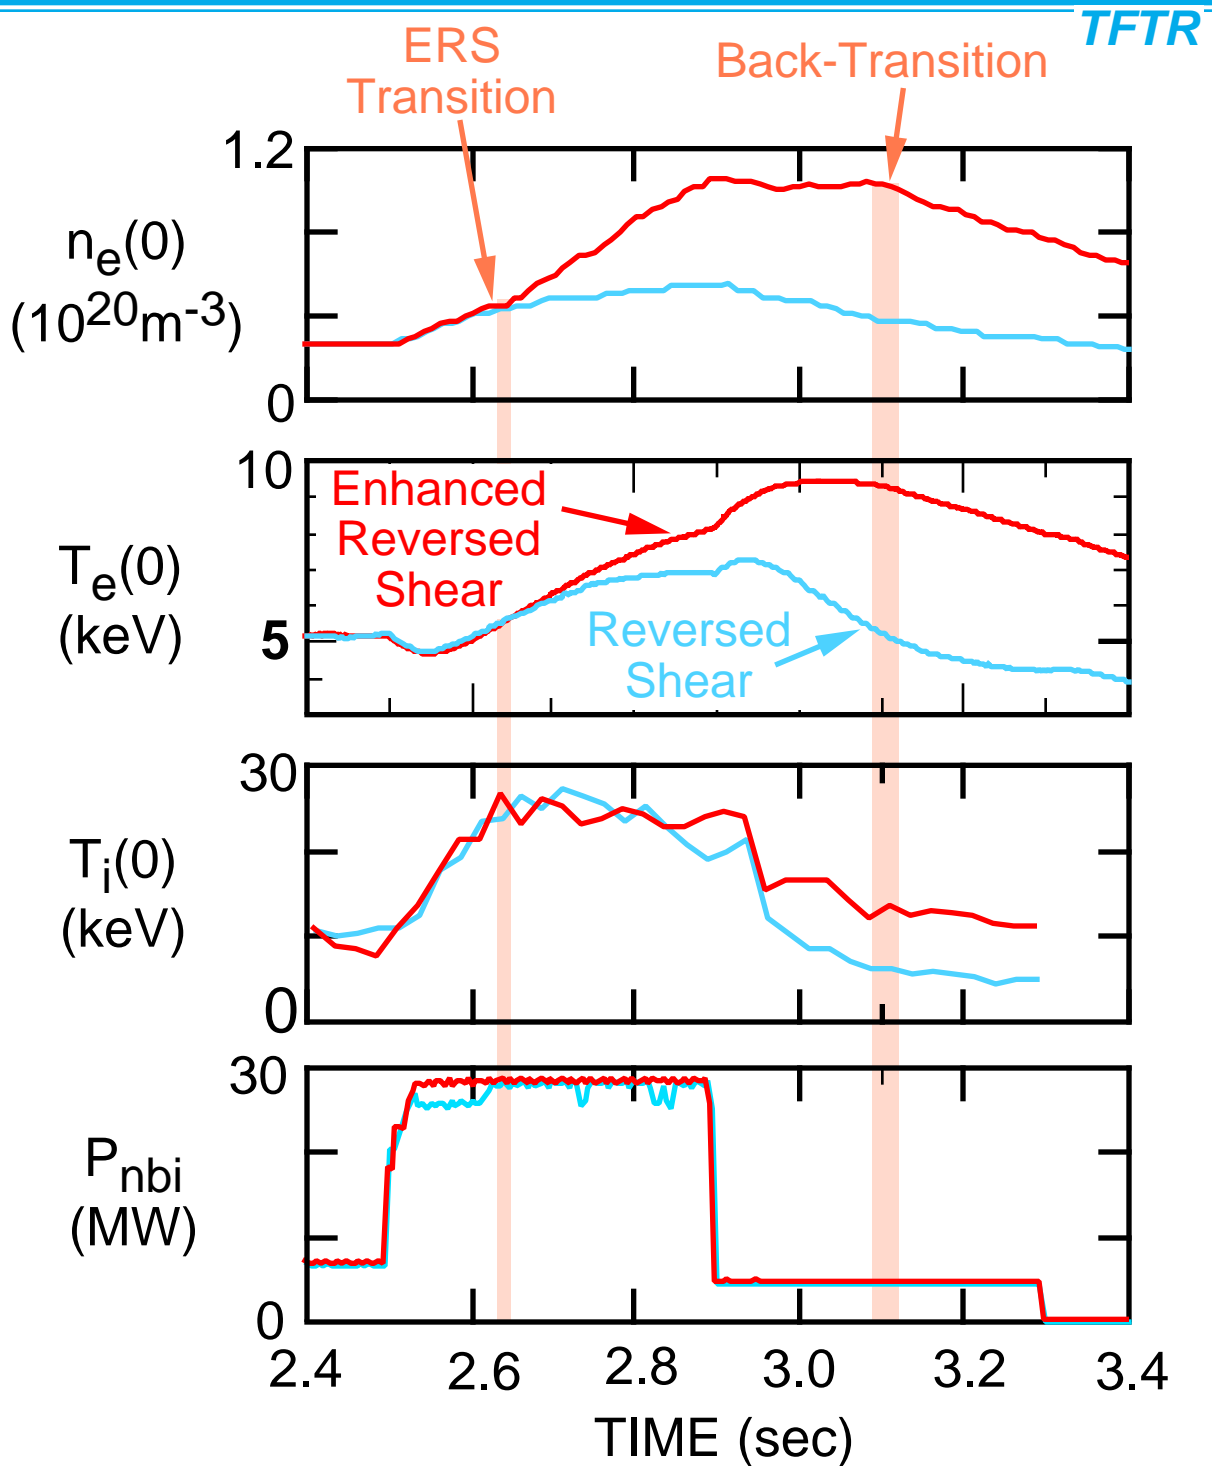 TFTR
ERS
Transition
Back-Transition
1.2
n_e(0)
(10^20m^-3)
0
10
Enhanced
Reversed
Shear
T_e(0)
(keV)
5
Reversed
Shear
30
T_i(0)
(keV)
0
30
P_nbi
(MW)
0
2.4 2.6 2.8 3.0 3.2 3.4
TIME (sec)